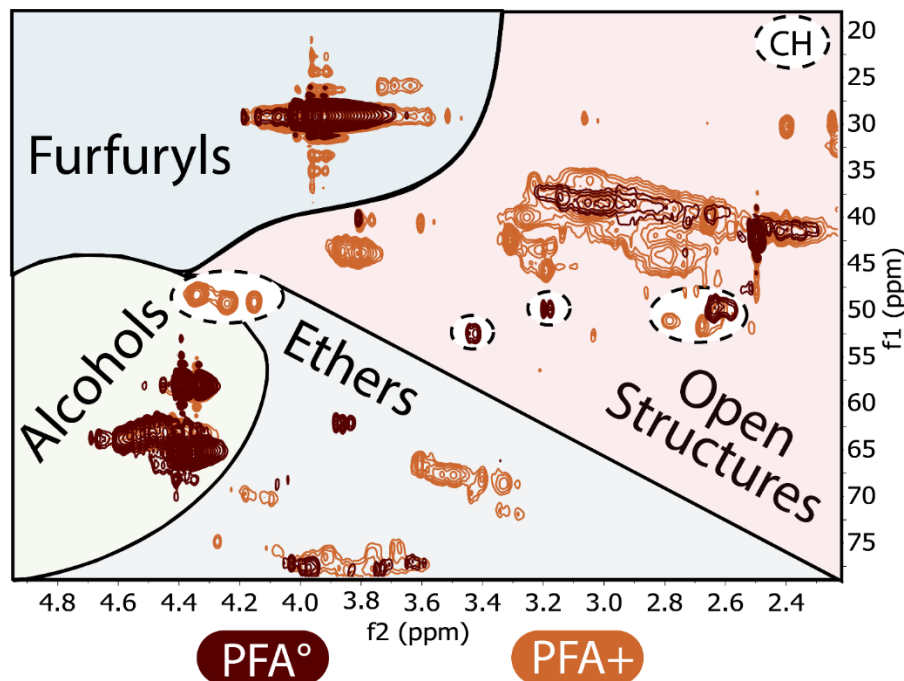 CH
Furfuryls
Alcohols
Ethers
Open
Structures
20
25
30
35
40
45
50
55
60
65
70
75
f1 (ppm)
4.8 4.6 4.4 4.2 4.0 3.8 3.6 3.4 3.2 3.0 2.8 2.6 2.4
f2 (ppm)
PFA° PFA+